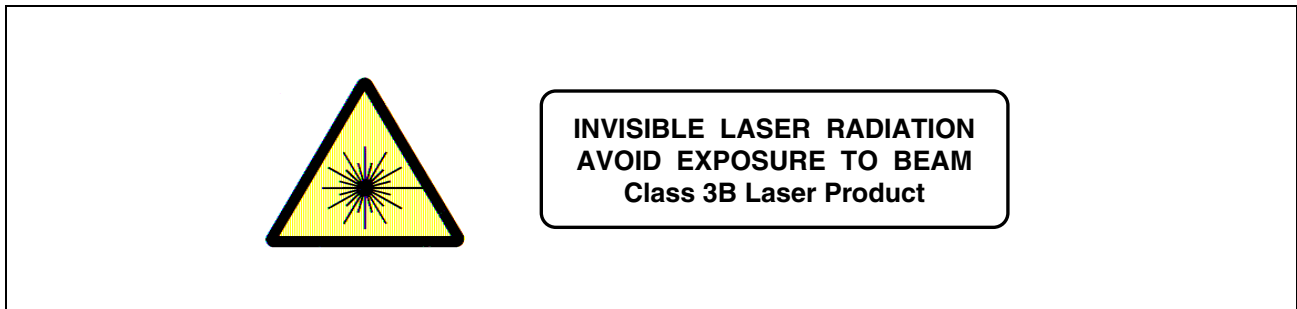 INVISIBLE LASER RADIATION
AVOID EXPOSURE TO BEAM
Class 3B Laser Product